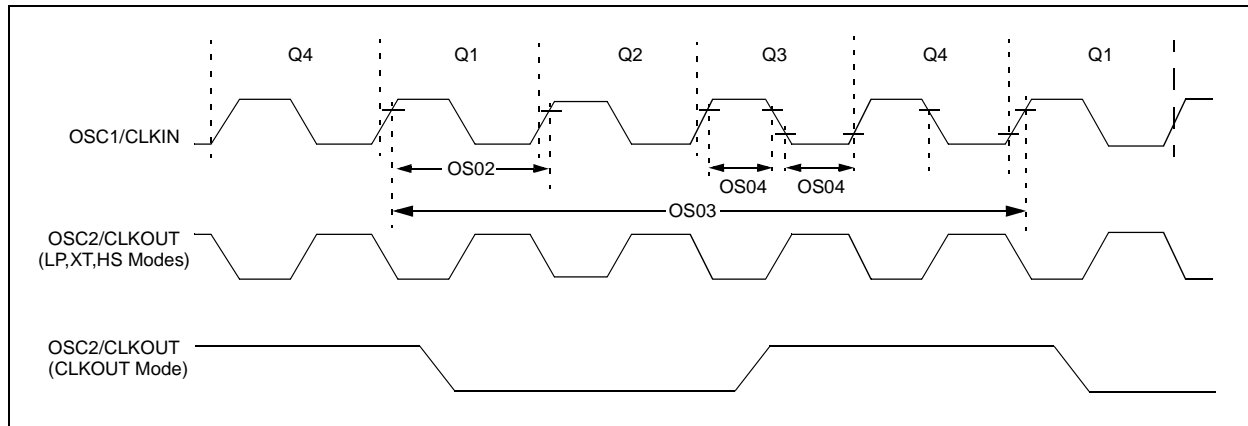 Q4 Q1 Q2 Q3 Q4 Q1
OSC1/CLKIN
OS02 OS04 OS04
OS03
OSC2/CLKOUT
(LP,XT,HS Modes)
OSC2/CLKOUT
(CLKOUT Mode)